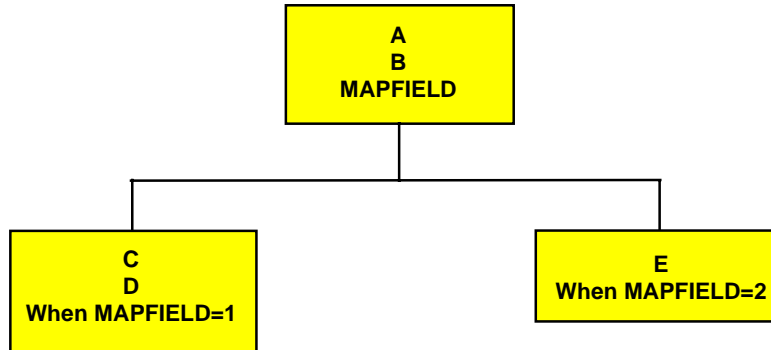 A
B
MAPFIELD
C
D
When MAPFIELD=1
E
When MAPFIELD=2